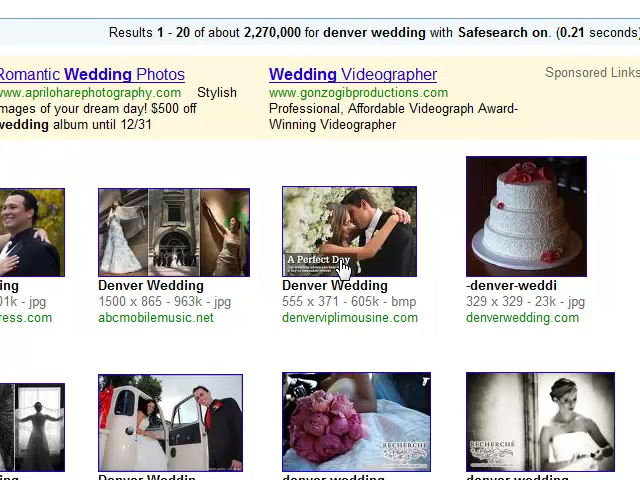 Results 1 - 20 of about 2,270,000 for denver wedding with Safesearch on. (0.21 seconds)
Romantic Wedding Photos
www.apriloharephotography.com Stylish
images of your dream day! $500 off
wedding album until 12/31
Wedding Videographer
www.gonzogibproductions.com
Professional, Affordable Videograph Award-
Winning Videographer
Sponsored Links
A Perfect Day
ing
01k - jpg
ress.com
Denver Wedding
1500 x 865 - 963k - jpg
abcmobilemusic.net
Denver Wedding
555 x 371 - 605k - bmp
denverviplimousine.com
-denver-weddi
329 x 329 - 23k - jpg
denverwedding.com
RECHERCHÉ
RECHERCHÉ
ing
Denver Weddin
denver wedding
denver wedding